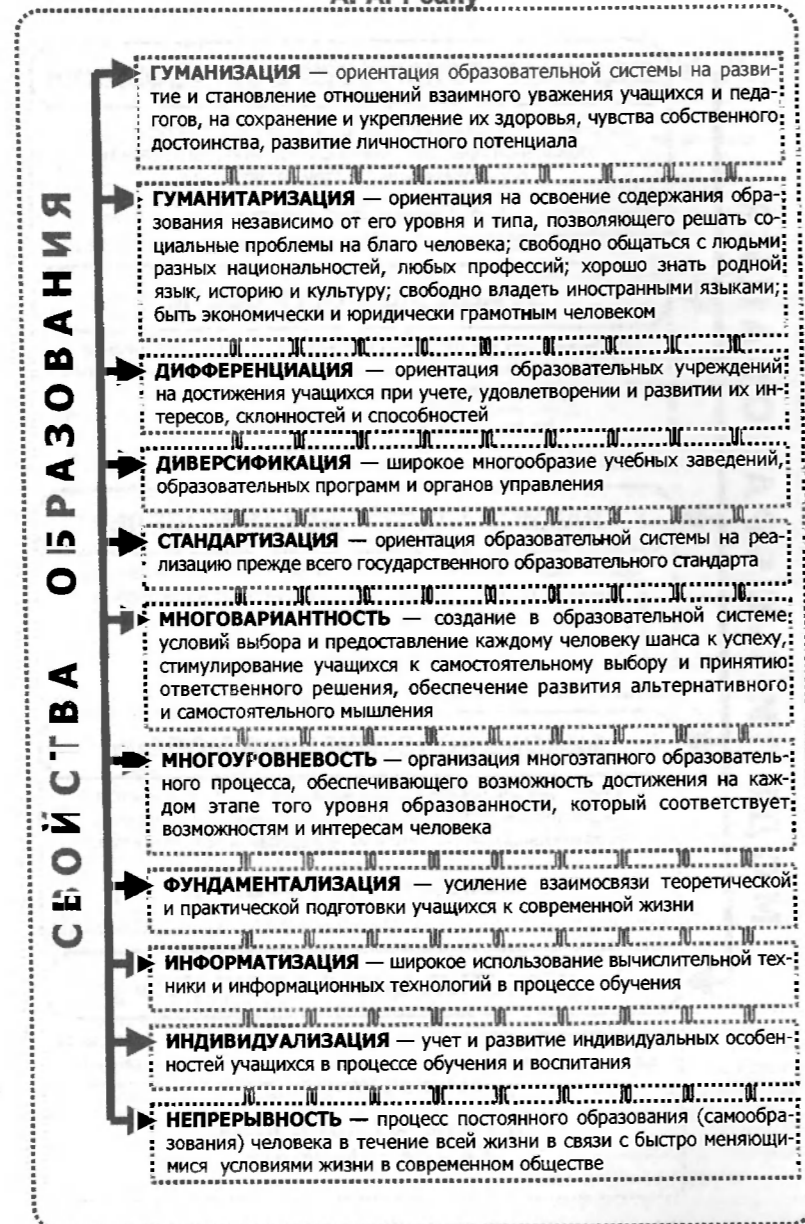 СВОЙСТВА ОБРАЗОВАНИЯ
ГУМАНИЗАЦИЯ — ориентация образовательной системы на разви-
тие и становление отношений взаимного уважения учащихся и педа-
гогов, на сохранение и укрепление их здоровья, чувства собственного
достоинства, развитие личностного потенциала
ГУМАНИТАРИЗАЦИЯ — ориентация на освоение содержания обра-
зования независимо от его уровня и типа, позволяющего решать со-
циальные проблемы на благо человека; свободно общаться с людьми
разных национальностей, любых профессий; хорошо знать родной
язык, историю и культуру; свободно владеть иностранными языками;
быть экономически и юридически грамотным человеком
ДИФФЕРЕНЦИАЦИЯ — ориентация образовательных учреждений
на достижения учащихся при учете, удовлетворении и развитии их ин-
тересов, склонностей и способностей
ДИВЕРСИФИКАЦИЯ — широкое многообразие учебных заведений,
образовательных программ и органов управления
СТАНДАРТИЗАЦИЯ — ориентация образовательной системы на реа-
лизацию прежде всего государственного образовательного стандарта
МНОГОВАРИАНТНОСТЬ — создание в образовательной системе
условий выбора и предоставление каждому человеку шанса к успеху,
стимулирование учащихся к самостоятельному выбору и принятию
ответственного решения, обеспечение развития альтернативного
и самостоятельного мышления
МНОГОУРОВНЕВОСТЬ — организация многоэтапного образователь-
ного процесса, обеспечивающего возможность достижения на каж-
дом этапе того уровня образованности, который соответствует
возможностям и интересам человека
ФУНДАМЕНТАЛИЗАЦИЯ — усиление взаимосвязи теоретической
и практической подготовки учащихся к современной жизни
ИНФОРМАТИЗАЦИЯ — широкое использование вычислительной тех-
ники и информационных технологий в процессе обучения
ИНДИВИДУАЛИЗАЦИЯ — учет и развитие индивидуальных особен-
ностей учащихся в процессе обучения и воспитания
НЕПРЕРЫВНОСТЬ — процесс постоянного образования (самообра-
зования) человека в течение всей жизни в связи с быстро меняющи-
мися условиями жизни в современном обществе